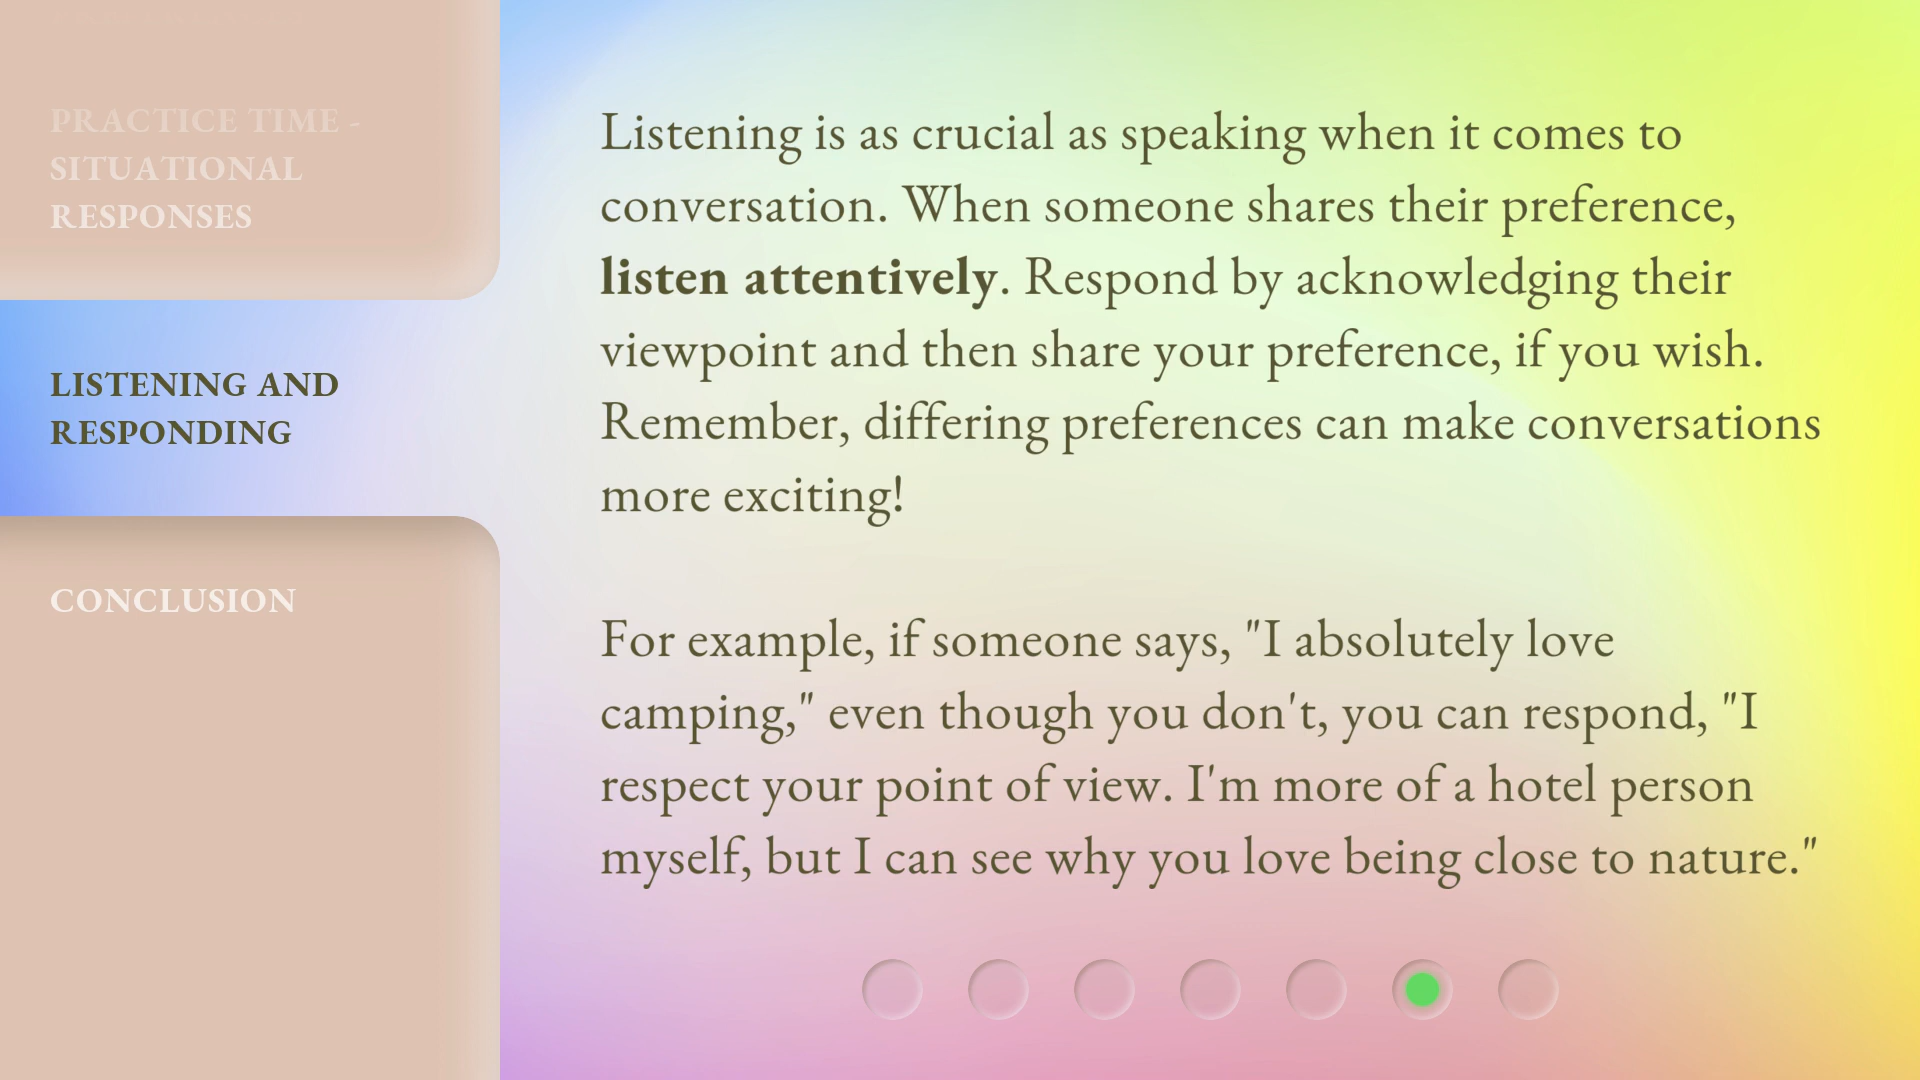 PRACTICE TIME -
SITUATIONAL
RESPONSES
LISTENING AND
RESPONDING
CONCLUSION
Listening is as crucial as speaking when it comes to
conversation. When someone shares their preference,
listen attentively. Respond by acknowledging their
viewpoint and then share your preference, if you wish.
Remember, differing preferences can make conversations
more exciting!
For example, if someone says, "I absolutely love
camping," even though you don't, you can respond, "I
respect your point of view. I'm more of a hotel person
myself, but I can see why you love being close to nature."